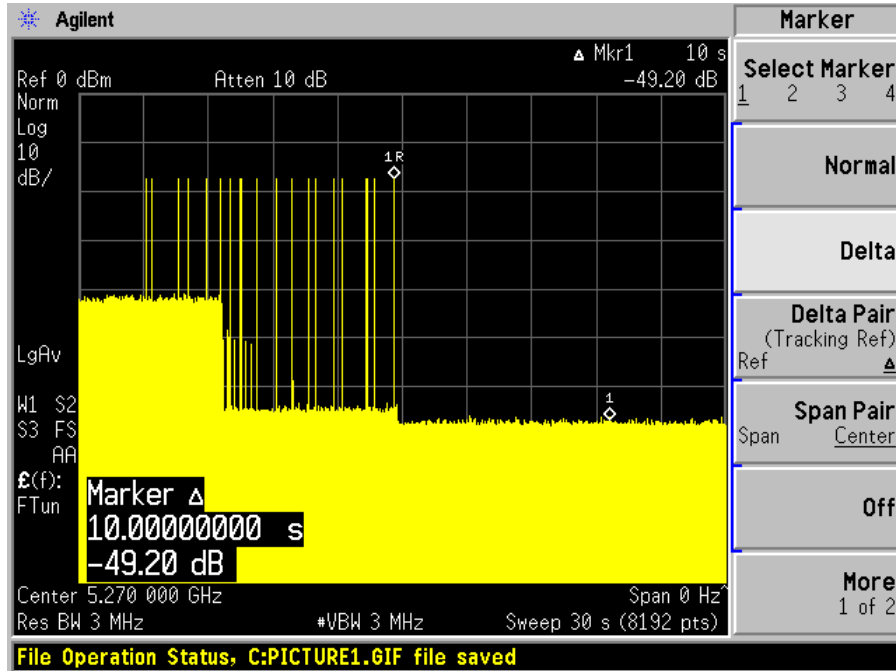 Agilent
Marker
Δ Mkr1 10 s
Ref 0 dBm Atten 10 dB -49.20 dB
Norm
Log
10
dB/
1R
LgAv
1
W1 S2
S3 FS
AA
£(f):
FTun
Marker Δ
10.00000000 s
-49.20 dB
Center 5.270 000 GHz Span 0 Hz^
Res BW 3 MHz #VBW 3 MHz Sweep 30 s (8192 pts)
File Operation Status, C:PICTURE1.GIF file saved
Select Marker
1 2 3 4
Normal
Delta
Delta Pair
(Tracking Ref)
Ref Δ
Span Pair
Span Center
Off
More
1 of 2